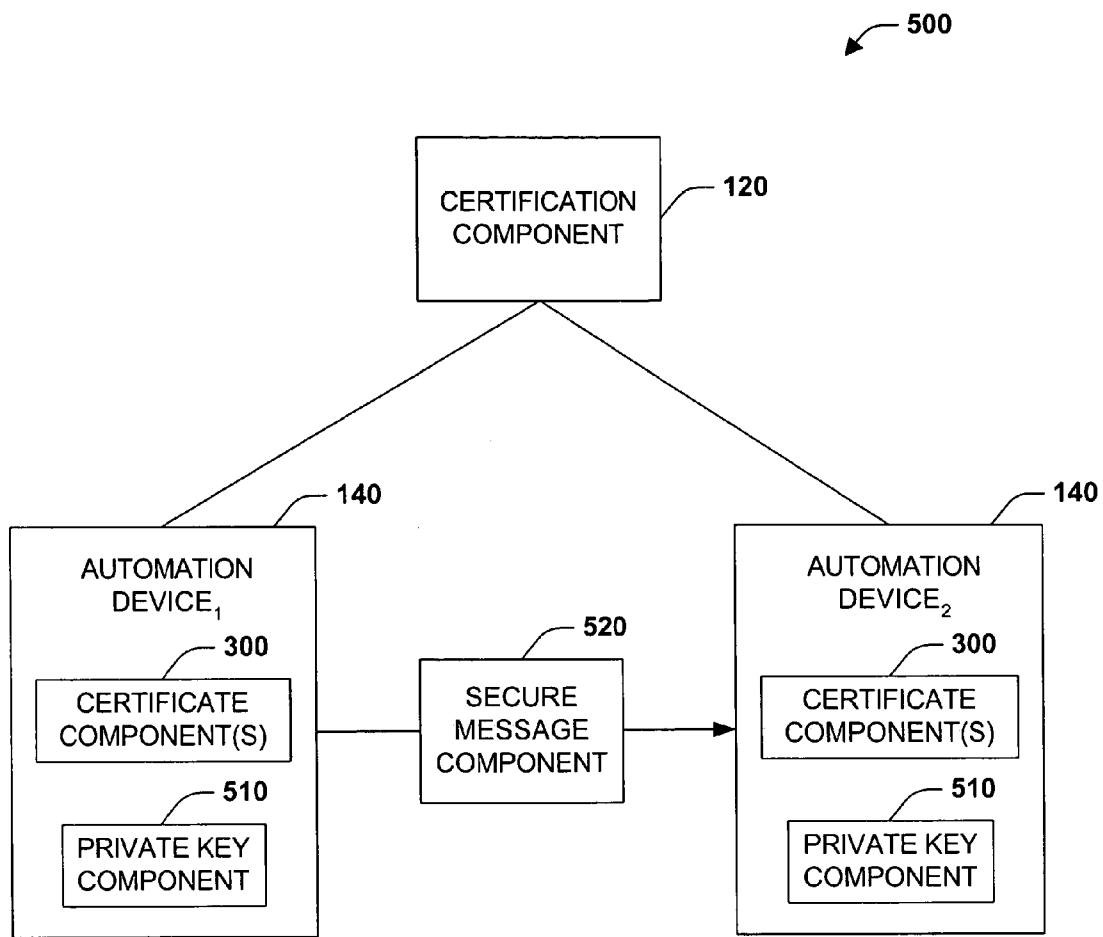 500
CERTIFICATION
COMPONENT
120
140
AUTOMATION
DEVICE₁
300
CERTIFICATE
COMPONENT(S)
510
PRIVATE KEY
COMPONENT
520
SECURE
MESSAGE
COMPONENT
140
AUTOMATION
DEVICE₂
300
CERTIFICATE
COMPONENT(S)
510
PRIVATE KEY
COMPONENT